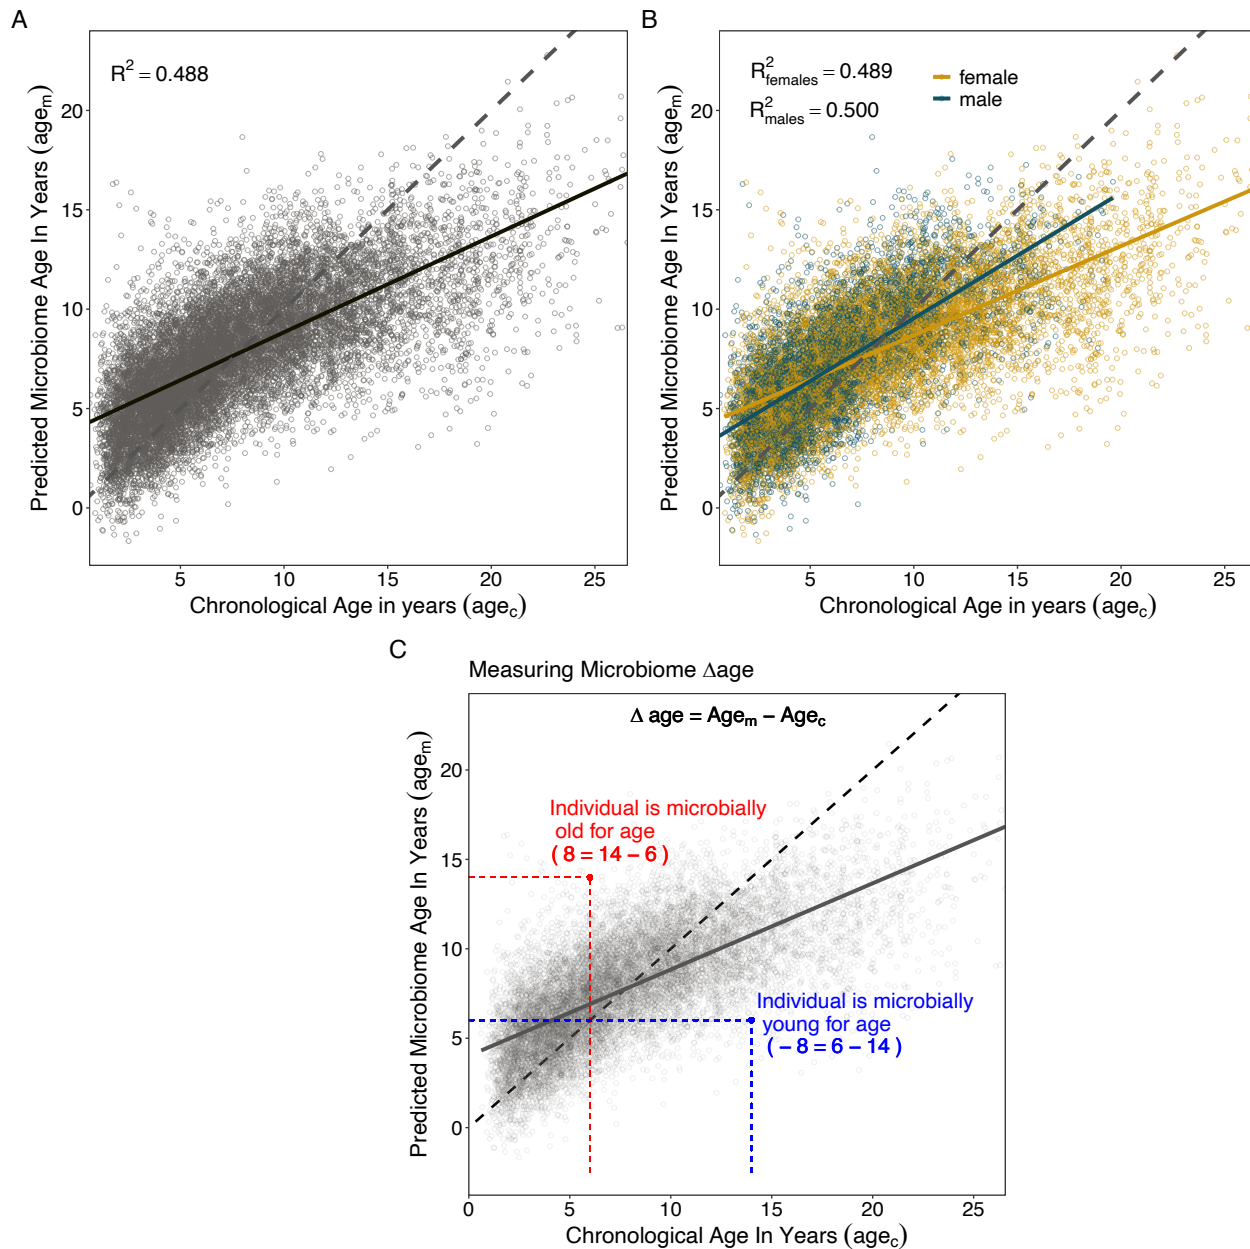 A
R² = 0.488
20
15
10
5
0
Predicted Microbiome Age In Years (ageₘ)
5 10 15 20 25
Chronological Age in years (age_c)
B
R²females = 0.489
R²males = 0.500
female
male
20
15
10
5
0
Predicted Microbiome Age In Years (ageₘ)
5 10 15 20 25
Chronological Age in years (age_c)
C
Measuring Microbiome Δage
Δ age = Ageₘ − Age_c
Individual is microbially
old for age
( 8 = 14 − 6 )
Individual is microbially
young for age
( − 8 = 6 − 14 )
20
15
10
5
0
Predicted Microbiome Age In Years (ageₘ)
0 5 10 15 20 25
Chronological Age In Years (age_c)